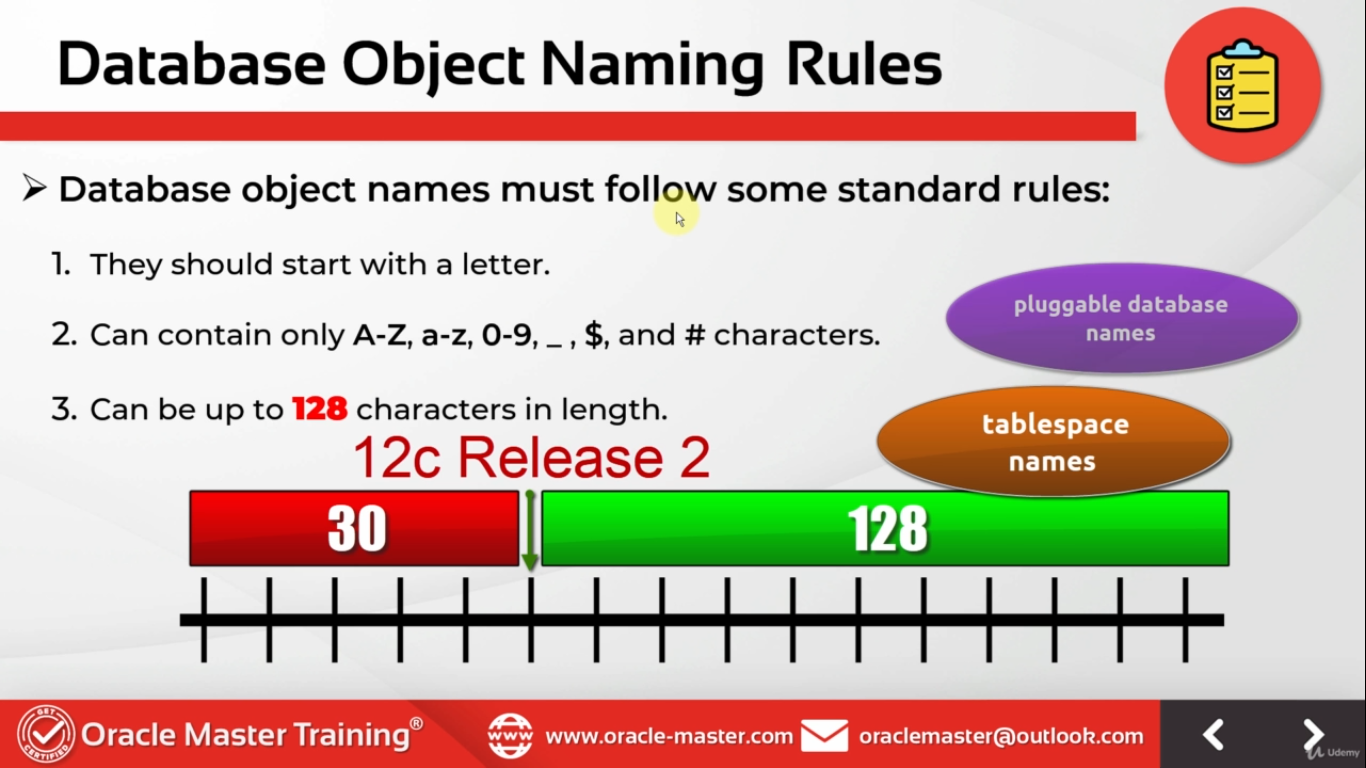 Database Object Naming Rules
➢ Database object names must follow some standard rules:
1. They should start with a letter.
2. Can contain only A-Z, a-z, 0-9, _ , $, and # characters.
pluggable database
names
3. Can be up to 128 characters in length.
12c Release 2
tablespace
names
30
128
GET
CERTIFIED
Oracle Master Training®
www
www.oracle-master.com
oraclemaster@outlook.com
Udemy